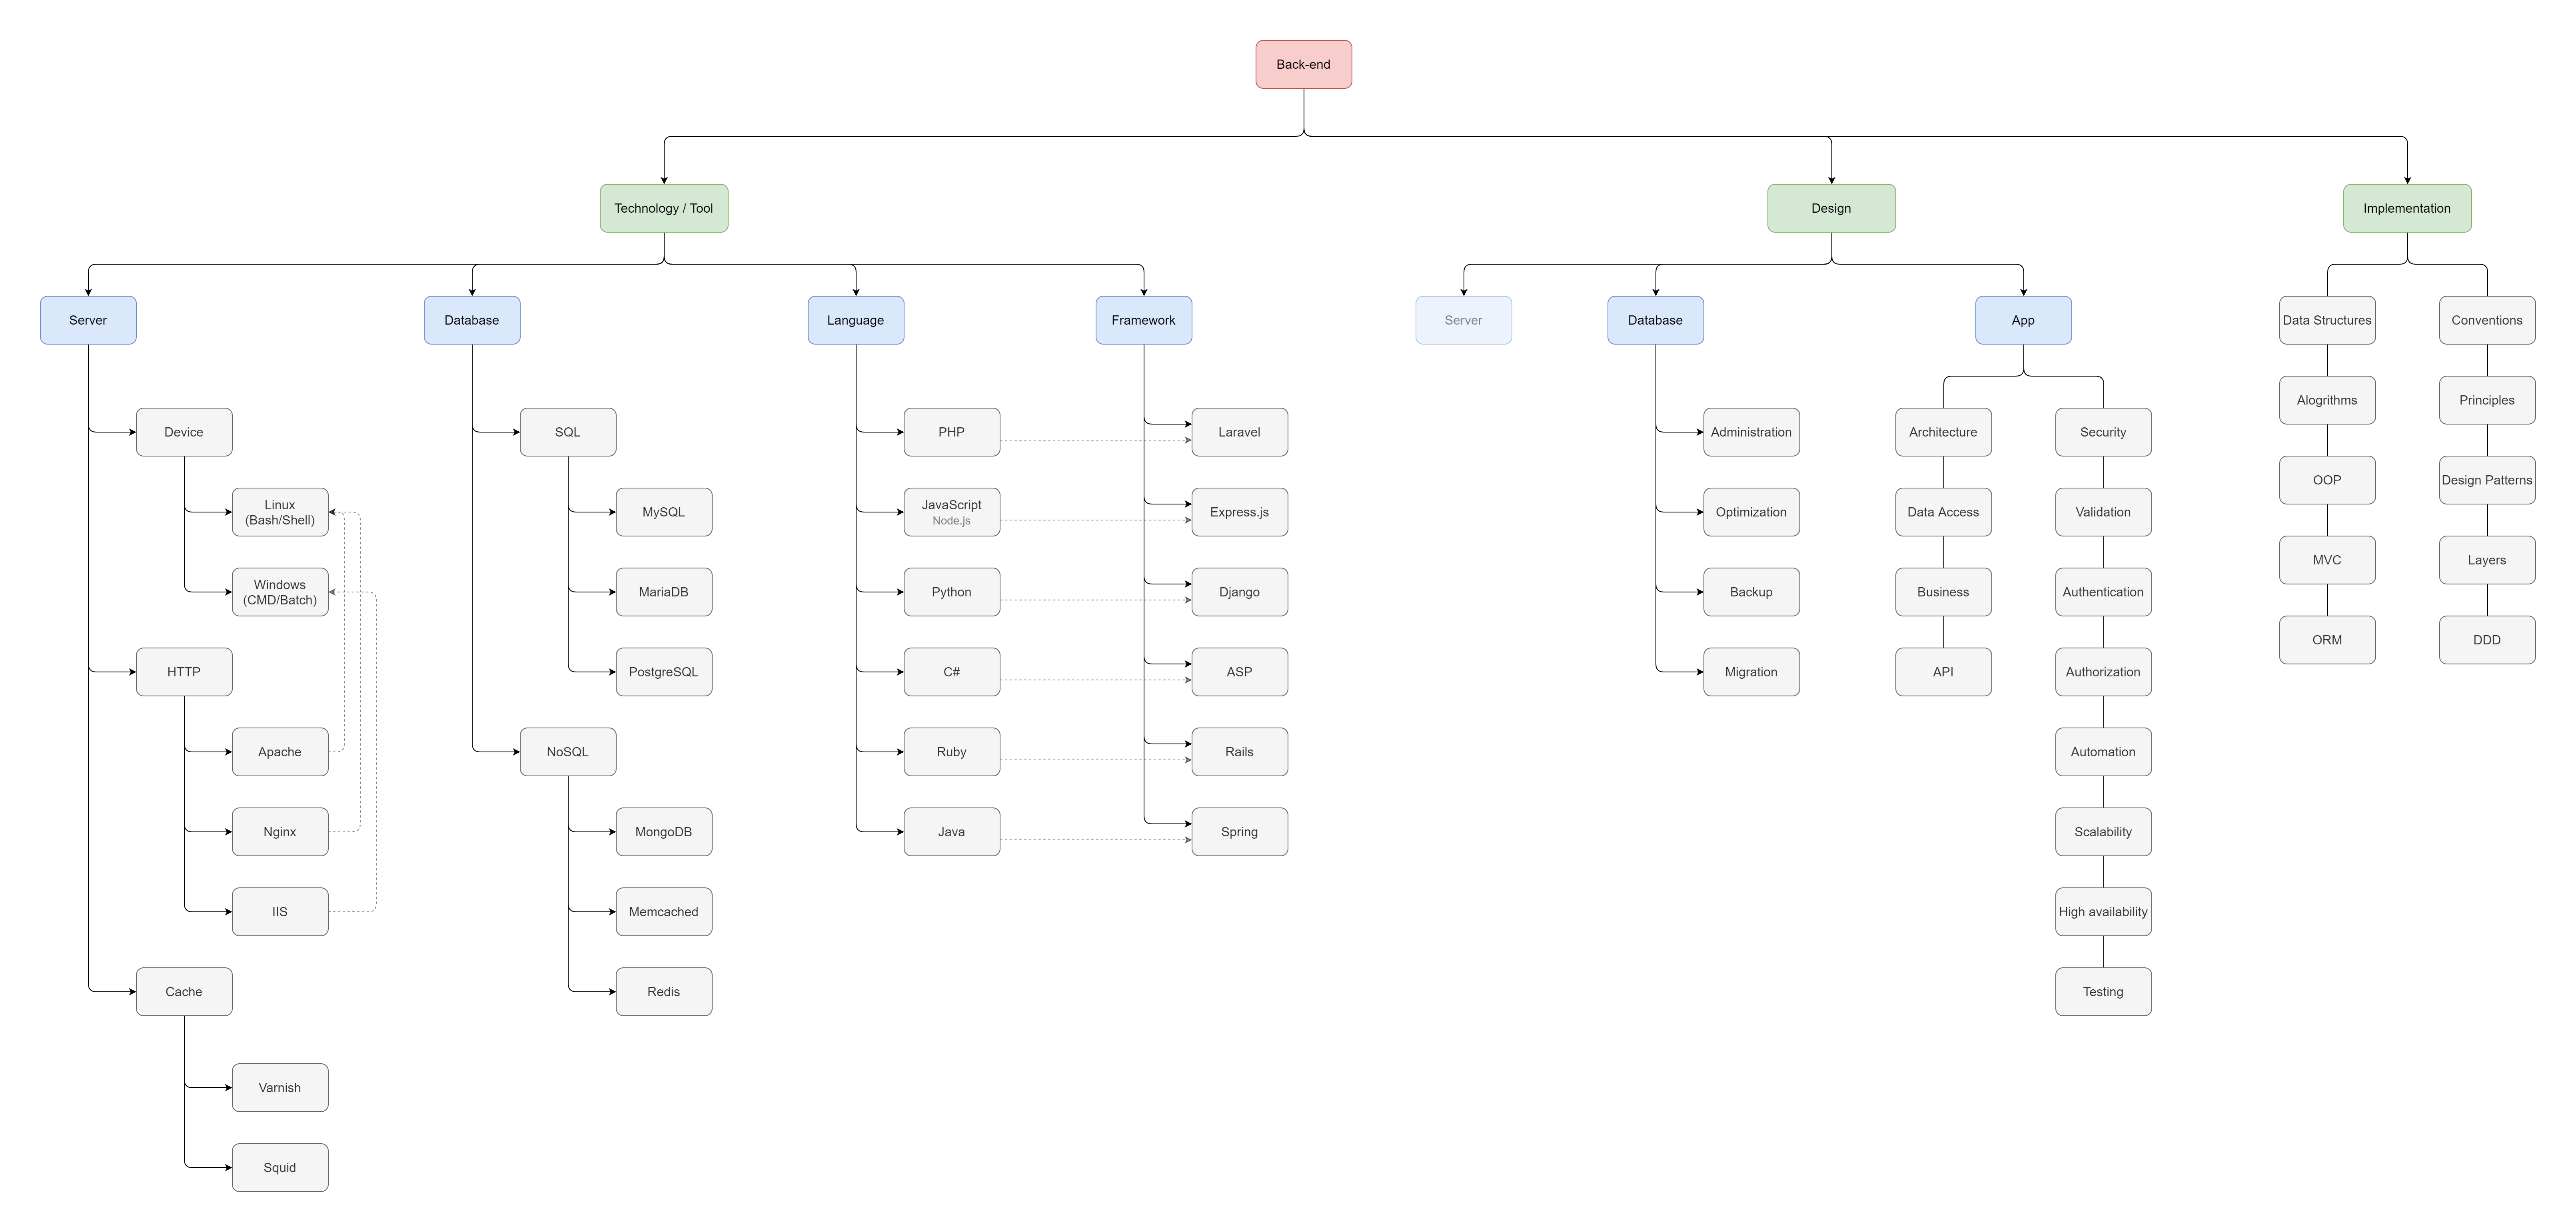 Back-end
Technology / Tool
Design
Implementation
Server
Database
Language
Framework
Server
Database
App
Data Structures
Conventions
Device
Linux
(Bash/Shell)
Windows
(CMD/Batch)
HTTP
Apache
Nginx
IIS
Cache
Varnish
Squid
SQL
MySQL
MariaDB
PostgreSQL
NoSQL
MongoDB
Memcached
Redis
PHP
JavaScript
Node.js
Python
C#
Ruby
Java
Laravel
Express.js
Django
ASP
Rails
Spring
Administration
Optimization
Backup
Migration
Architecture
Data Access
Business
API
Security
Validation
Authentication
Authorization
Automation
Scalability
High availability
Testing
Alogrithms
OOP
MVC
ORM
Principles
Design Patterns
Layers
DDD